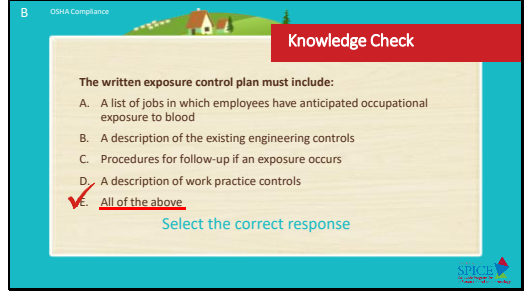 B
OSHA Compliance
Knowledge Check
The written exposure control plan must include:
A. A list of jobs in which employees have anticipated occupational
exposure to blood
B. A description of the existing engineering controls
C. Procedures for follow-up if an exposure occurs
D. A description of work practice controls
E. All of the above
Select the correct response
SPICE